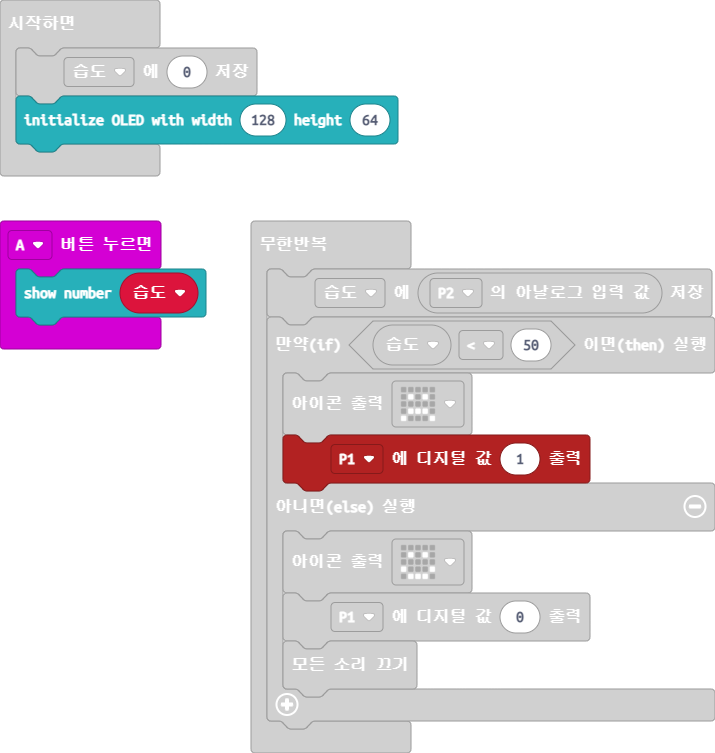 시작하면
습도 에 0 저장
initialize OLED with width 128 height 64
A 버튼 누르면
show number 습도
무한반복
습도 에 P2 의 아날로그 입력 값 저장
만약(if) 습도 < 50 이면(then) 실행
아이콘 출력
P1 에 디지털 값 1 출력
아니면(else) 실행
아이콘 출력
P1 에 디지털 값 0 출력
모든 소리 끄기